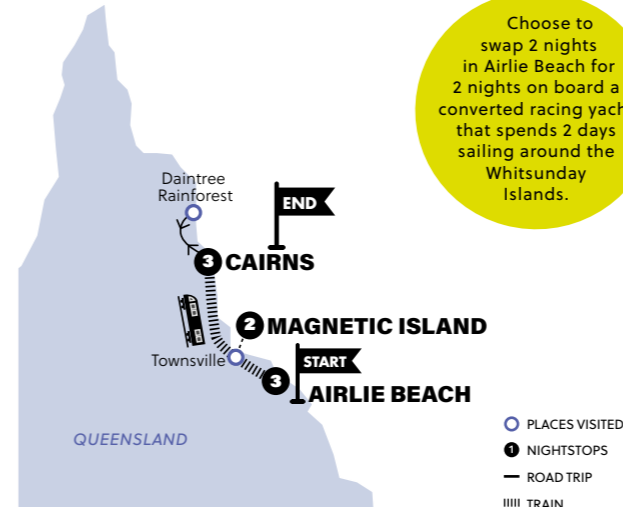 Choose to
swap 2 nights
in Airlie Beach for
2 nights on board a
converted racing yach
that spends 2 days
sailing around the
Whitsunday
Islands.
Daintree
Rainforest
END
3 CAIRNS
2 MAGNETIC ISLAND
Townsville
START
3 AIRLIE BEACH
QUEENSLAND
PLACES VISITED
1 NIGHTSTOPS
ROAD TRIP
TRAIN